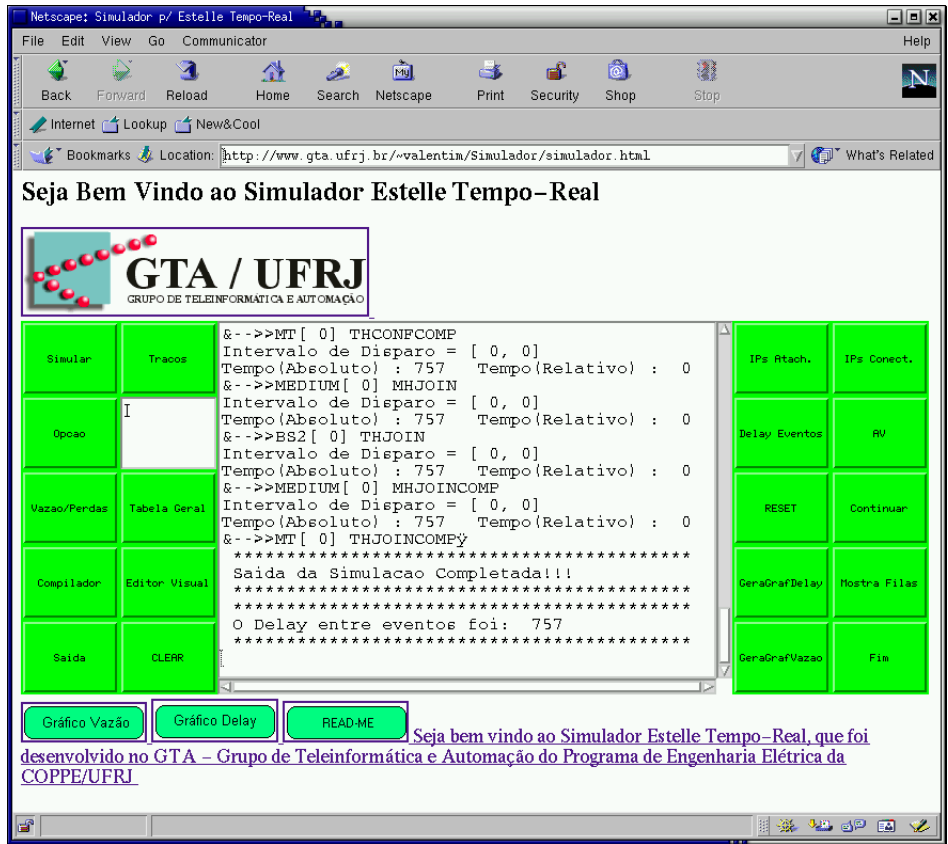 Netscape: Simulador p/ Estelle Tempo-Real
File Edit View Go Communicator Help
Back Forward Reload Home Search Netscape Print Security Shop Stop
My
N
Internet Lookup New&Cool
Bookmarks Location: http://www.gta.ufrj.br/~valentim/Simulador/simulador.html What's Related
Seja Bem Vindo ao Simulador Estelle Tempo-Real
GTA / UFRJ
GRUPO DE TELEINFORMÁTICA E AUTOMAÇÃO
Simular Tracos
Opcao
Vazao/Perdas Tabela Geral
Compilador Editor Visual
Saida CLEAR
&-->>MT[ 0] THCONFCOMP
Intervalo de Disparo = [ 0, 0]
Tempo(Absoluto) : 757 Tempo(Relativo) : 0
&-->>MEDIUM[ 0] MHJOIN
Intervalo de Disparo = [ 0, 0]
Tempo(Absoluto) : 757 Tempo(Relativo) : 0
&-->>BS2[ 0] THJOIN
Intervalo de Disparo = [ 0, 0]
Tempo(Absoluto) : 757 Tempo(Relativo) : 0
&-->>MEDIUM[ 0] MHJOINCOMP
Intervalo de Disparo = [ 0, 0]
Tempo(Absoluto) : 757 Tempo(Relativo) : 0
&-->>MT[ 0] THJOINCOMPÿ
*******************************************
Saida da Simulacao Completada!!!
*******************************************
*******************************************
O Delay entre eventos foi: 757
*******************************************
IPs Atach. IPs Conect.
Delay Eventos AV
RESET Continuar
GeraGrafDelay Mostra Filas
GeraGrafVazao Fim
Gráfico Vazão Gráfico Delay READ-ME Seja bem vindo ao Simulador Estelle Tempo-Real, que foi
desenvolvido no GTA – Grupo de Teleinformática e Automação do Programa de Engenharia Elétrica da
COPPE/UFRJ